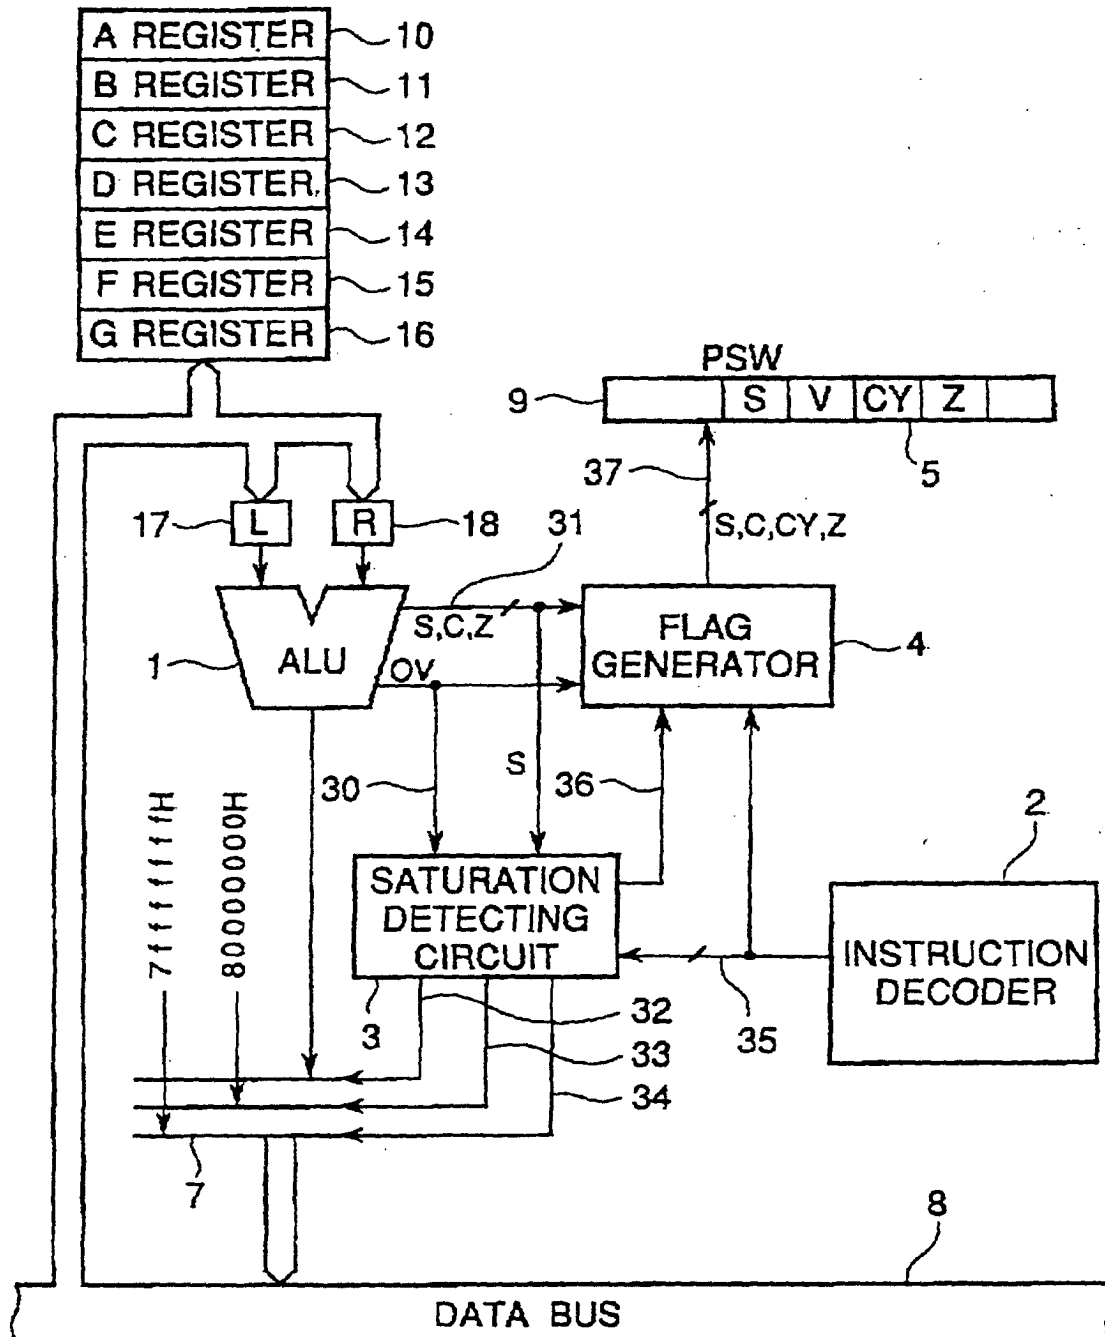 A REGISTER 10
B REGISTER 11
C REGISTER 12
D REGISTER 13
E REGISTER 14
F REGISTER 15
G REGISTER 16
PSW
9 S V CY Z
37 5
17 L R 18 31 S,C,CY,Z
S,C,Z
FLAG
GENERATOR 4
1 ALU OV
30 S 36
7fffffffH
80000000H
2
SATURATION
DETECTING
CIRCUIT
INSTRUCTION
DECODER
3 32 35
33
34
7
8
DATA BUS